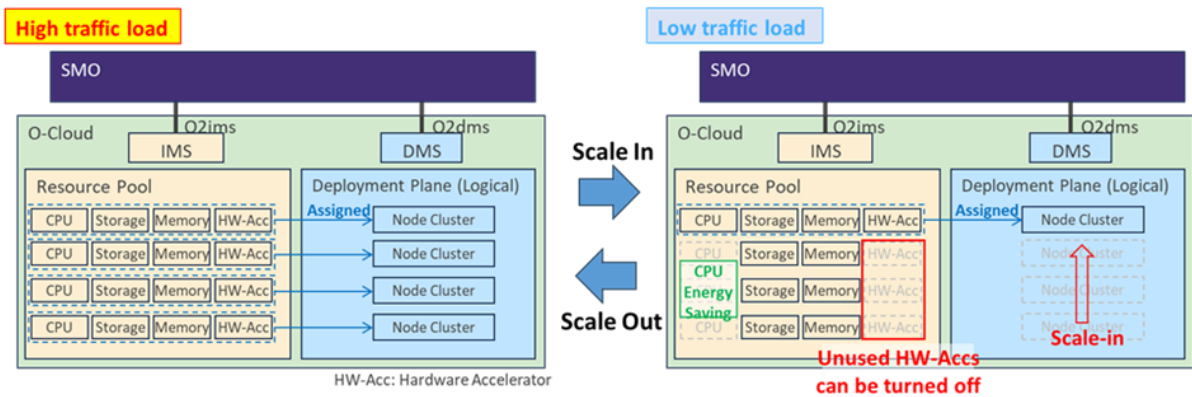 High traffic load
SMO
O-Cloud
O2ims
O2dms
IMS
DMS
Resource Pool
Deployment Plane (Logical)
CPU Storage Memory HW-Acc Assigned Node Cluster
CPU Storage Memory HW-Acc Node Cluster
CPU Storage Memory HW-Acc Node Cluster
CPU Storage Memory HW-Acc Node Cluster
HW-Acc: Hardware Accelerator
Scale In
Scale Out
Low traffic load
SMO
O-Cloud
O2ims
O2dms
IMS
DMS
Resource Pool
Deployment Plane (Logical)
CPU Storage Memory HW-Acc Assigned Node Cluster
CPU Storage Memory HW-Acc Node Cluster
Storage Memory HW-Acc Node Cluster
CPU Storage Memory HW-Acc Node Cluster
CPU
Energy
Saving
Scale-in
Unused HW-Accs
can be turned off